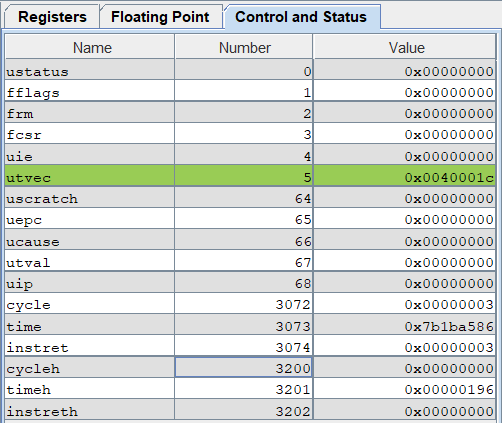 Registers Floating Point Control and Status
Name Number Value
ustatus 0 0x00000000
fflags 1 0x00000000
frm 2 0x00000000
fcsr 3 0x00000000
uie 4 0x00000000
utvec 5 0x0040001c
uscratch 64 0x00000000
uepc 65 0x00000000
ucause 66 0x00000000
utval 67 0x00000000
uip 68 0x00000000
cycle 3072 0x00000003
time 3073 0x7b1ba586
instret 3074 0x00000003
cycleh 3200 0x00000000
timeh 3201 0x00000196
instreth 3202 0x00000000